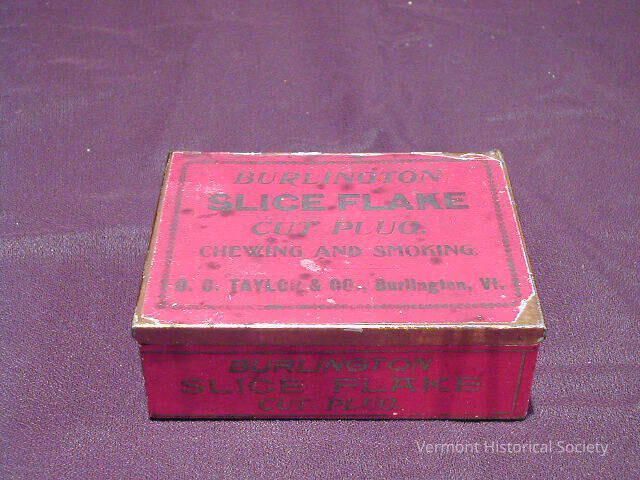 BURLINGTON
SLICE FLAKE
CUT PLUG.
CHEWING AND SMOKING.
O. C. TAYLOR & CO., Burlington, Vt.
BURLINGTON
SLICE FLAKE
CUT PLUG.
Vermont Historical Society